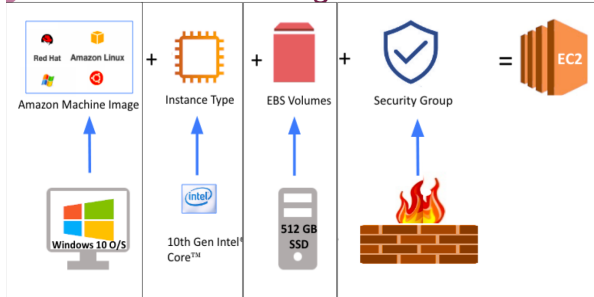 Red Hat
Amazon Linux
+
+
+
=
EC2
Amazon Machine Image
Instance Type
EBS Volumes
Security Group
intel
Windows 10 O/S
10th Gen Intel®
Core™
512 GB
SSD